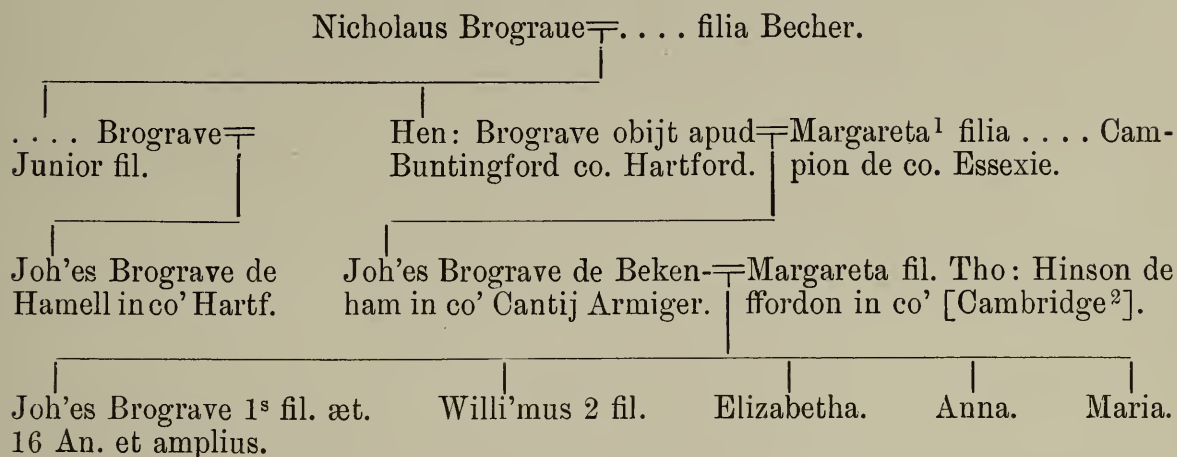 Nicholaus Brograue. . . . filia Becher.
. . . . Brograve
Junior fil.
Hen: Brograve obijt apud
Buntingford co. Hartford.
Margareta¹ filia . . . . Cam-
pion de co. Essexie.
Joh'es Brograve de
Hamell in co' Hartf.
Joh'es Brograve de Beken-
ham in co' Cantij Armiger.
Margareta fil. Tho: Hinson de
ffordon in co' [Cambridge²].
Joh'es Brograve 1ˢ fil. æt.
16 An. et amplius.
Willi'mus 2 fil.
Elizabetha.
Anna.
Maria.